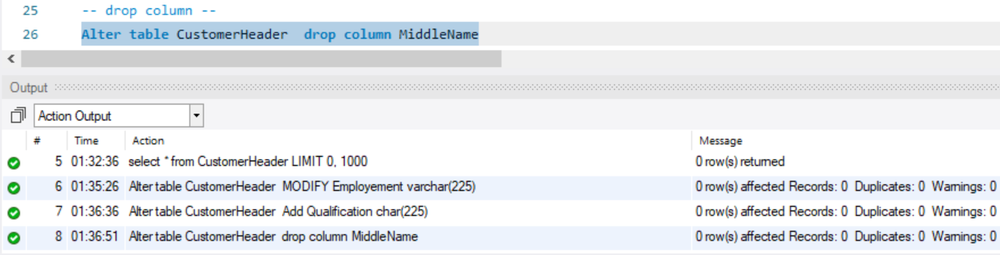 25 -- drop column --
26 Alter table CustomerHeader  drop column MiddleName
Output
Action Output
# Time Action Message
5 01:32:36 select * from CustomerHeader LIMIT 0, 1000 0 row(s) returned
6 01:35:26 Alter table CustomerHeader  MODIFY Employement varchar(225) 0 row(s) affected Records: 0  Duplicates: 0  Warnings: 0
7 01:36:36 Alter table CustomerHeader  Add Qualification char(225) 0 row(s) affected Records: 0  Duplicates: 0  Warnings: 0
8 01:36:51 Alter table CustomerHeader  drop column MiddleName 0 row(s) affected Records: 0  Duplicates: 0  Warnings: 0